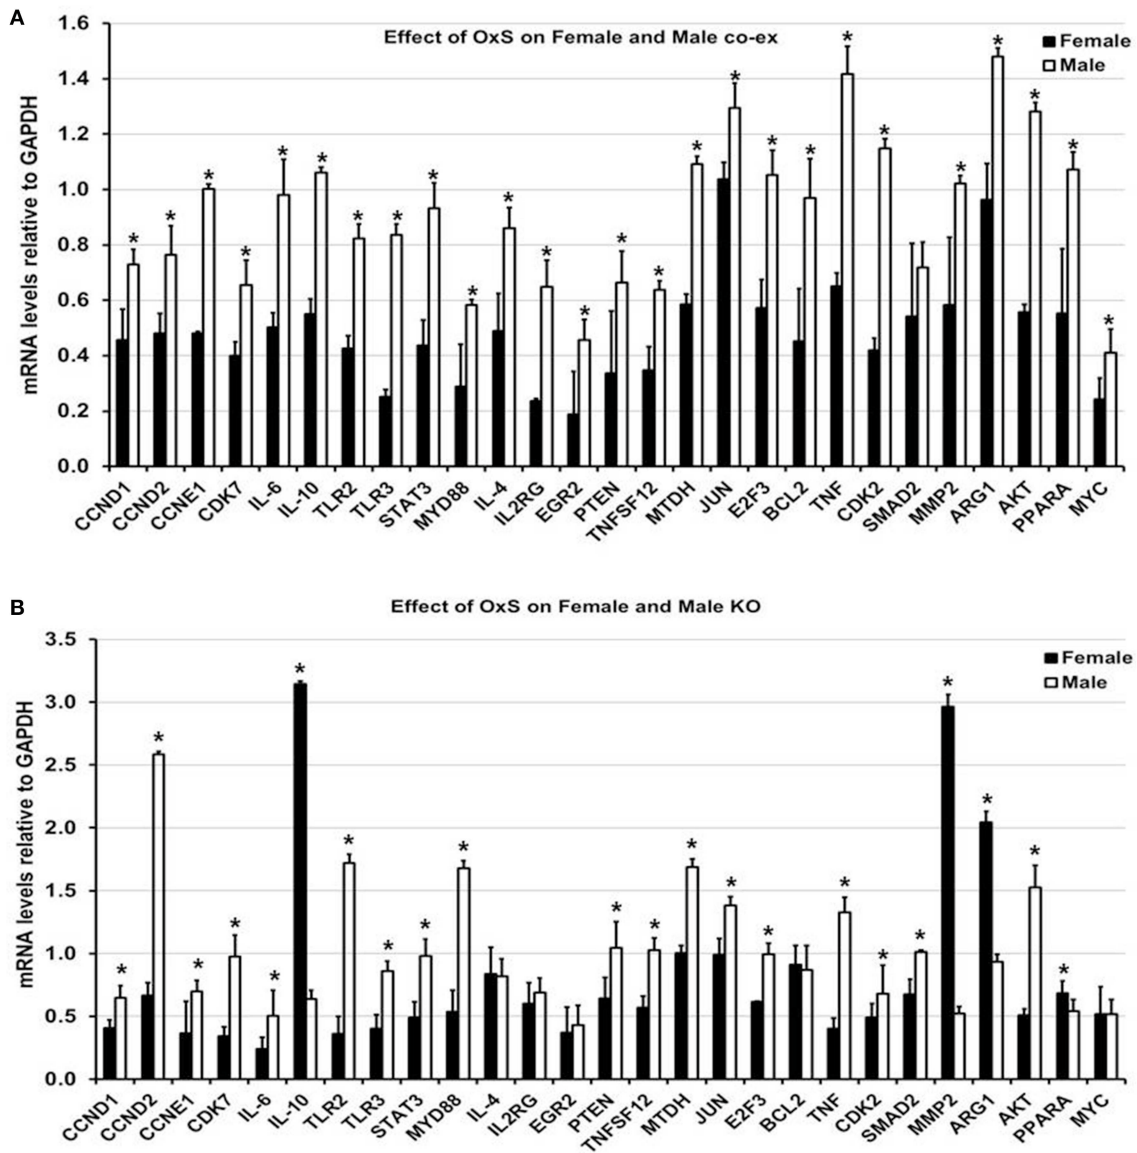 A
Effect of OxS on Female and Male co-ex
Female
Male
mRNA levels relative to GAPDH
1.6
1.4
1.2
1.0
0.8
0.6
0.4
0.2
0.0
* * * * * * * * * * * * * * * * * * * * * * * * * *
CCND1 CCND2 CCNE1 CDK7 IL-6 IL-10 TLR2 TLR3 STAT3 MYD88 IL-4 IL2RG EGR2 PTEN TNFSF12 MTDH JUN E2F3 BCL2 TNF CDK2 SMAD2 MMP2 ARG1 AKT PPARA MYC
B
Effect of OxS on Female and Male KO
Female
Male
mRNA levels relative to GAPDH
3.5
3.0
2.5
2.0
1.5
1.0
0.5
0.0
* * * * * * * * * * * * * * * * * * * * * *
CCND1 CCND2 CCNE1 CDK7 IL-6 IL-10 TLR2 TLR3 STAT3 MYD88 IL-4 IL2RG EGR2 PTEN TNFSF12 MTDH JUN E2F3 BCL2 TNF CDK2 SMAD2 MMP2 ARG1 AKT PPARA MYC